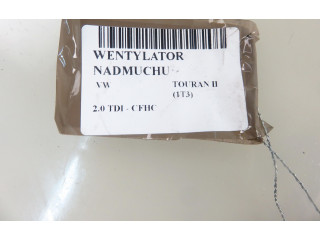 WENTYLATOR
NADMUCHU
VW TOURAN II
(1T3)
2.0 TDI - CFHC